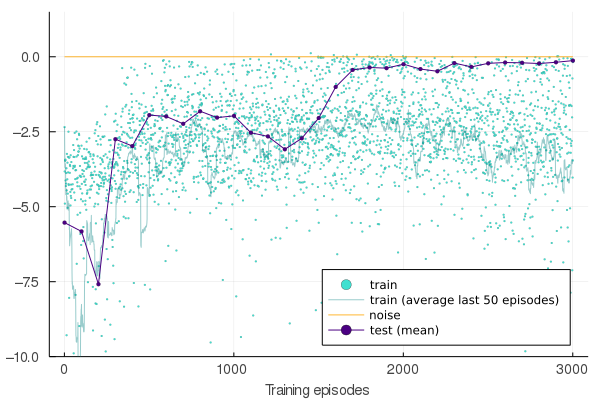 0.0
−2.5
−5.0
−7.5
−10.0
0 1000 2000 3000
Training episodes
train
train (average last 50 episodes)
noise
test (mean)